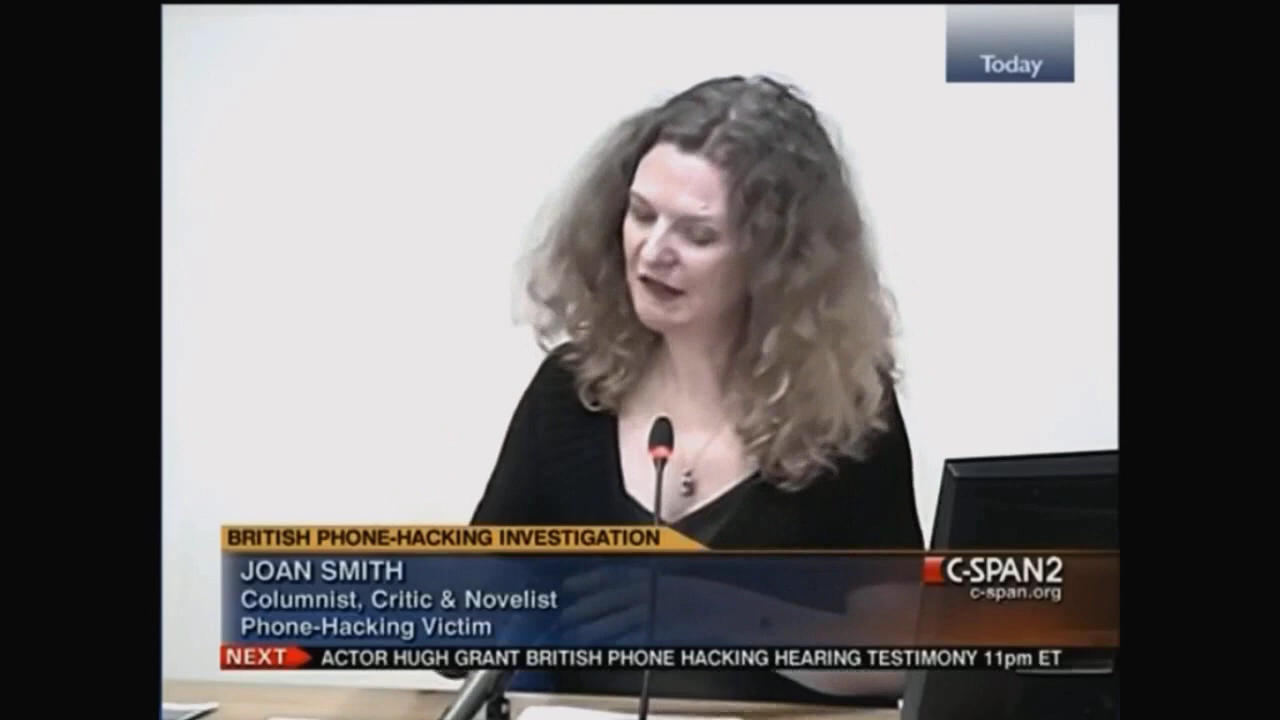 Today
BRITISH PHONE-HACKING INVESTIGATION
JOAN SMITH
Columnist, Critic & Novelist
Phone-Hacking Victim
C-SPAN2
c-span.org
NEXT ACTOR HUGH GRANT BRITISH PHONE HACKING HEARING TESTIMONY 11pm ET